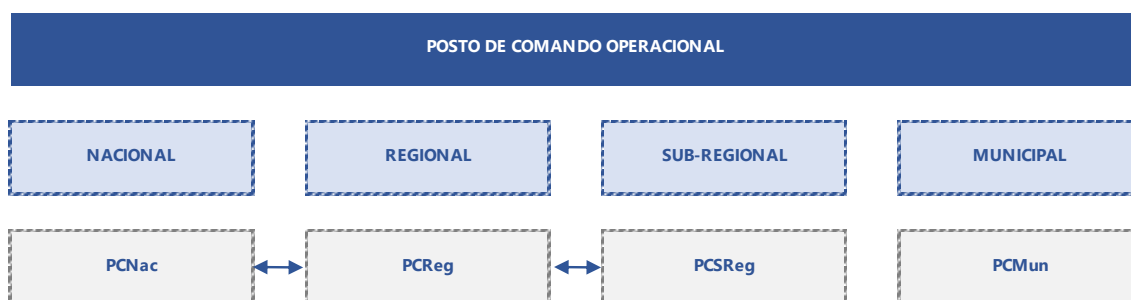 POSTO DE COMANDO OPERACIONAL
NACIONAL
REGIONAL
SUB-REGIONAL
MUNICIPAL
PCNac
PCReg
PCSReg
PCMun